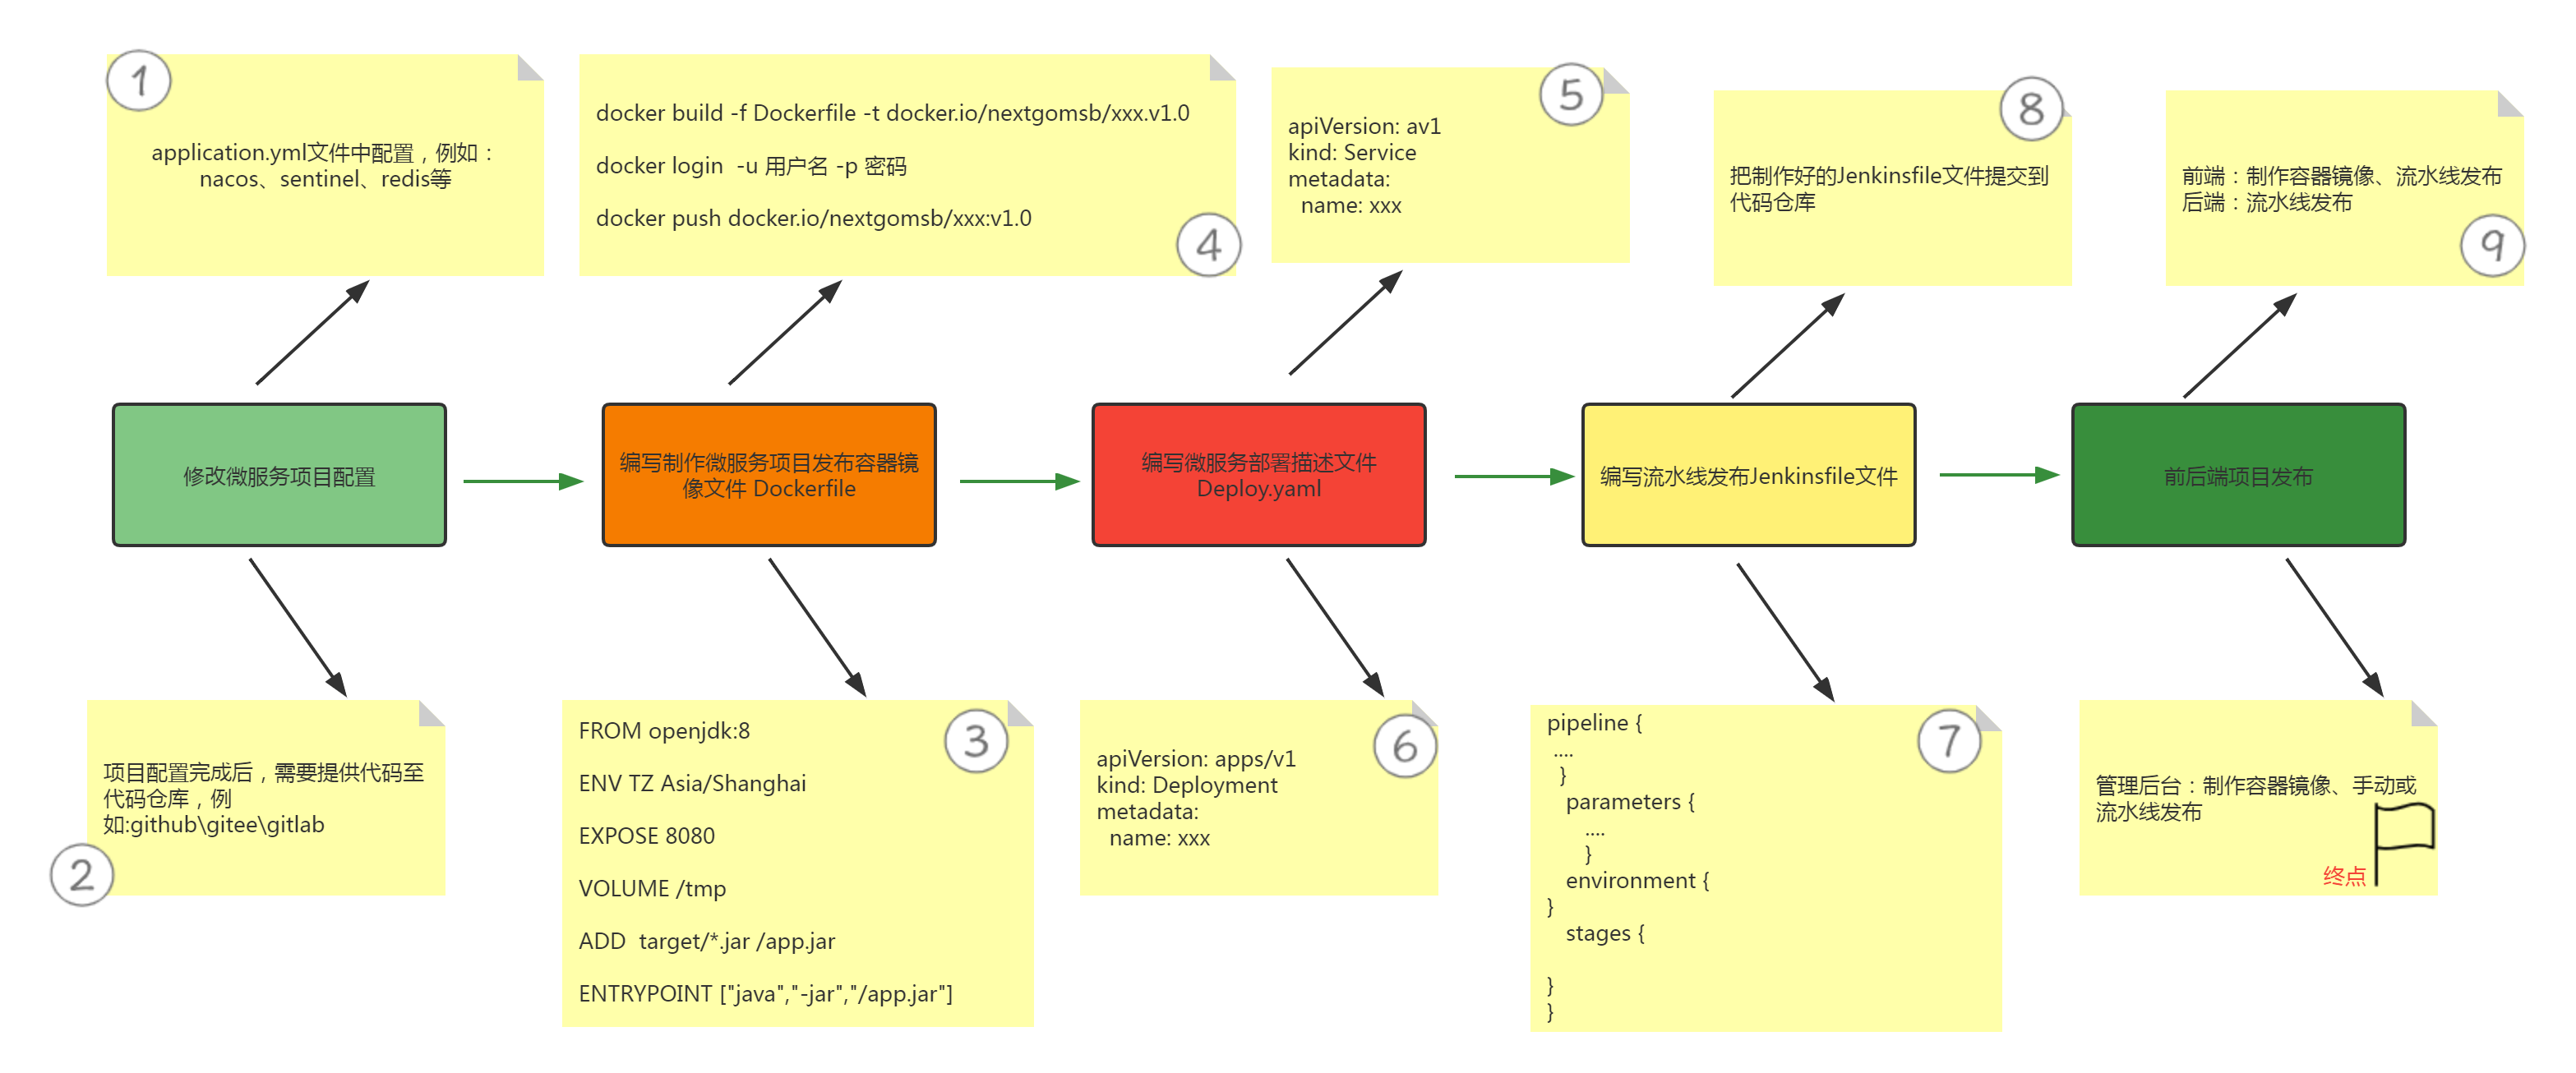 1
application.yml文件中配置，例如：
nacos、sentinel、redis等
docker build -f Dockerfile -t docker.io/nextgomsb/xxx.v1.0
docker login  -u 用户名 -p 密码
docker push docker.io/nextgomsb/xxx:v1.0
4
5
apiVersion: av1
kind: Service
metadata:
  name: xxx
8
把制作好的Jenkinsfile文件提交到
代码仓库
前端：制作容器镜像、流水线发布
后端：流水线发布
9
修改微服务项目配置
编写制作微服务项目发布容器镜
像文件 Dockerfile
编写微服务部署描述文件
Deploy.yaml
编写流水线发布Jenkinsfile文件
前后端项目发布
项目配置完成后，需要提供代码至
代码仓库，例
如:github\gitee\gitlab
2
3
FROM openjdk:8
ENV TZ Asia/Shanghai
EXPOSE 8080
VOLUME /tmp
ADD  target/*.jar /app.jar
ENTRYPOINT ["java","-jar","/app.jar"]
6
apiVersion: apps/v1
kind: Deployment
metadata:
  name: xxx
7
pipeline {
 ....
  }
   parameters {
      ....
      }
   environment {
}
   stages {
}
}
管理后台：制作容器镜像、手动或
流水线发布
终点